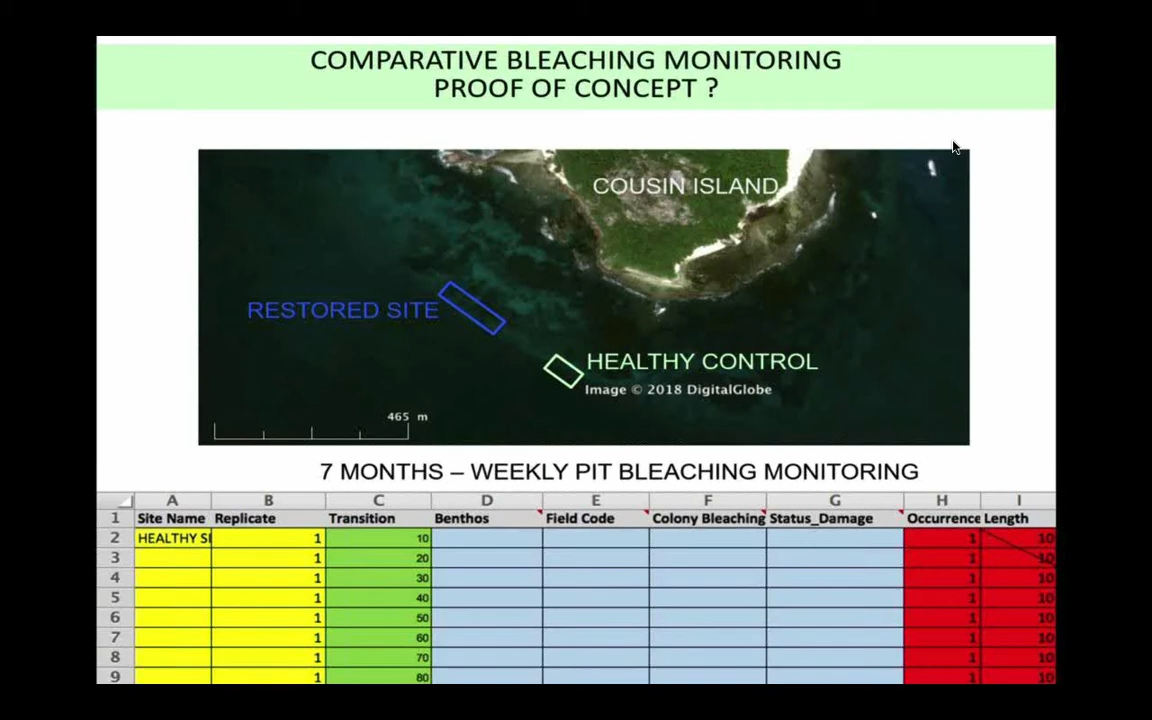 COMPARATIVE BLEACHING MONITORING
PROOF OF CONCEPT ?
COUSIN ISLAND
RESTORED SITE
HEALTHY CONTROL
Image © 2018 DigitalGlobe
465 m
7 MONTHS – WEEKLY PIT BLEACHING MONITORING
A B C D E F G H I
1 Site Name Replicate Transition Benthos Field Code Colony Bleaching Status_Damage Occurrence Length
2 HEALTHY SI 1 10 1 10
3 1 20 1 10
4 1 30 1 10
5 1 40 1 10
6 1 50 1 10
7 1 60 1 10
8 1 70 1 10
9 1 80 1 10